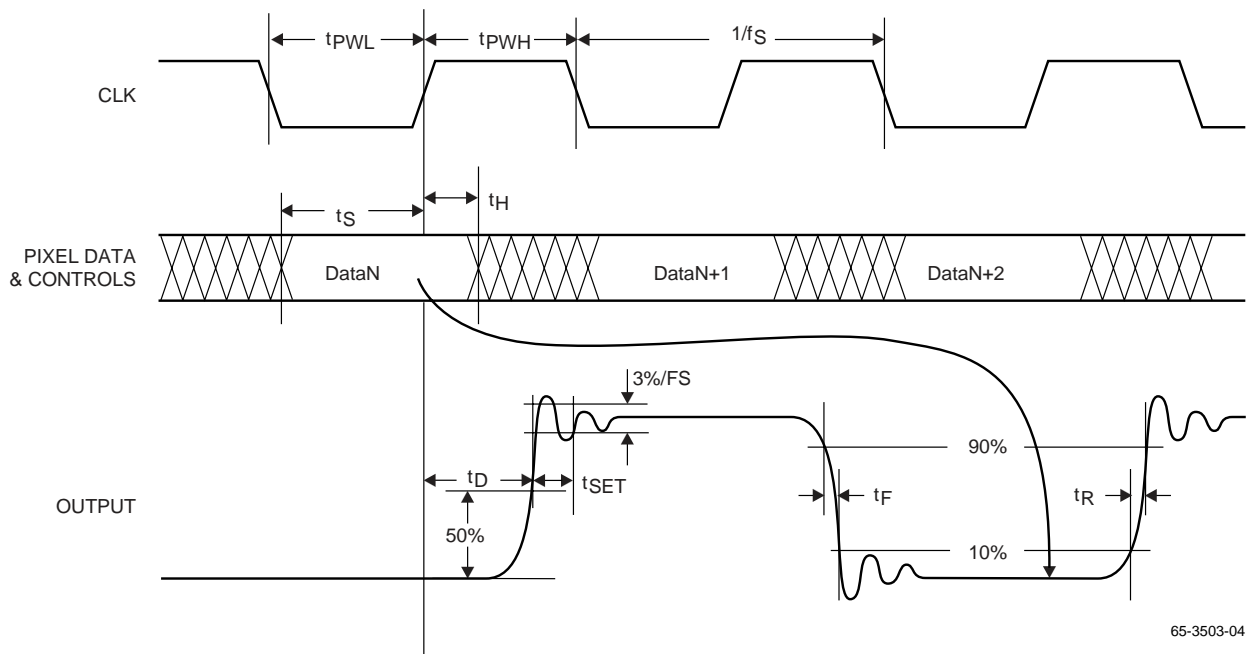 tPWL
tPWH
1/fS
CLK
tS
tH
PIXEL DATA
& CONTROLS
DataN
DataN+1
DataN+2
3%/FS
90%
tD
tSET
tF
tR
OUTPUT
50%
10%
65-3503-04